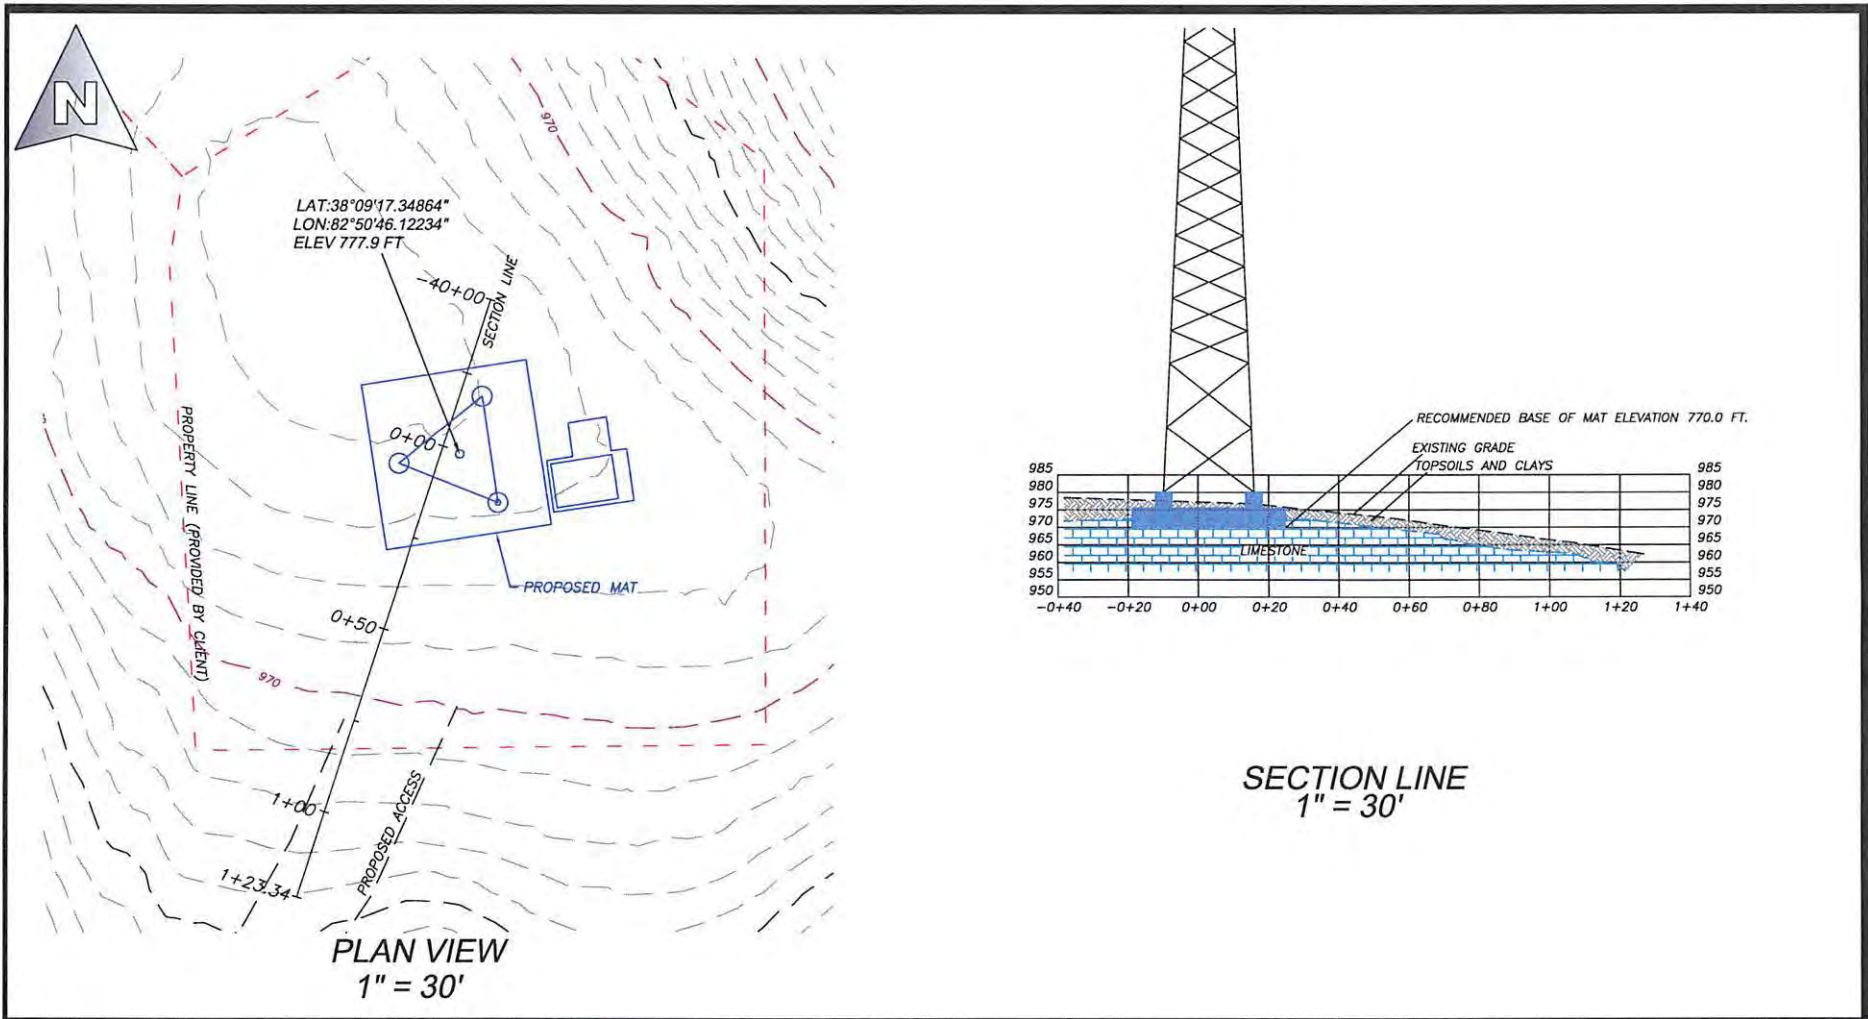 N
LAT:38°09'17.34864"
LON:82°50'46.12234"
ELEV 777.9 FT
970
-40+00
SECTION LINE
0+00
PROPERTY LINE (PROVIDED BY CLIENT)
PROPOSED MAT
0+50
970
1+00
PROPOSED ACCESS
1+23.34
PLAN VIEW
1" = 30'
RECOMMENDED BASE OF MAT ELEVATION 770.0 FT.
EXISTING GRADE
TOPSOILS AND CLAYS
985 985
980 980
975 975
970 970
965 965
LIMESTONE
960 960
955 955
950 950
-0+40 -0+20 0+00 0+20 0+40 0+60 0+80 1+00 1+20 1+40
SECTION LINE
1" = 30'